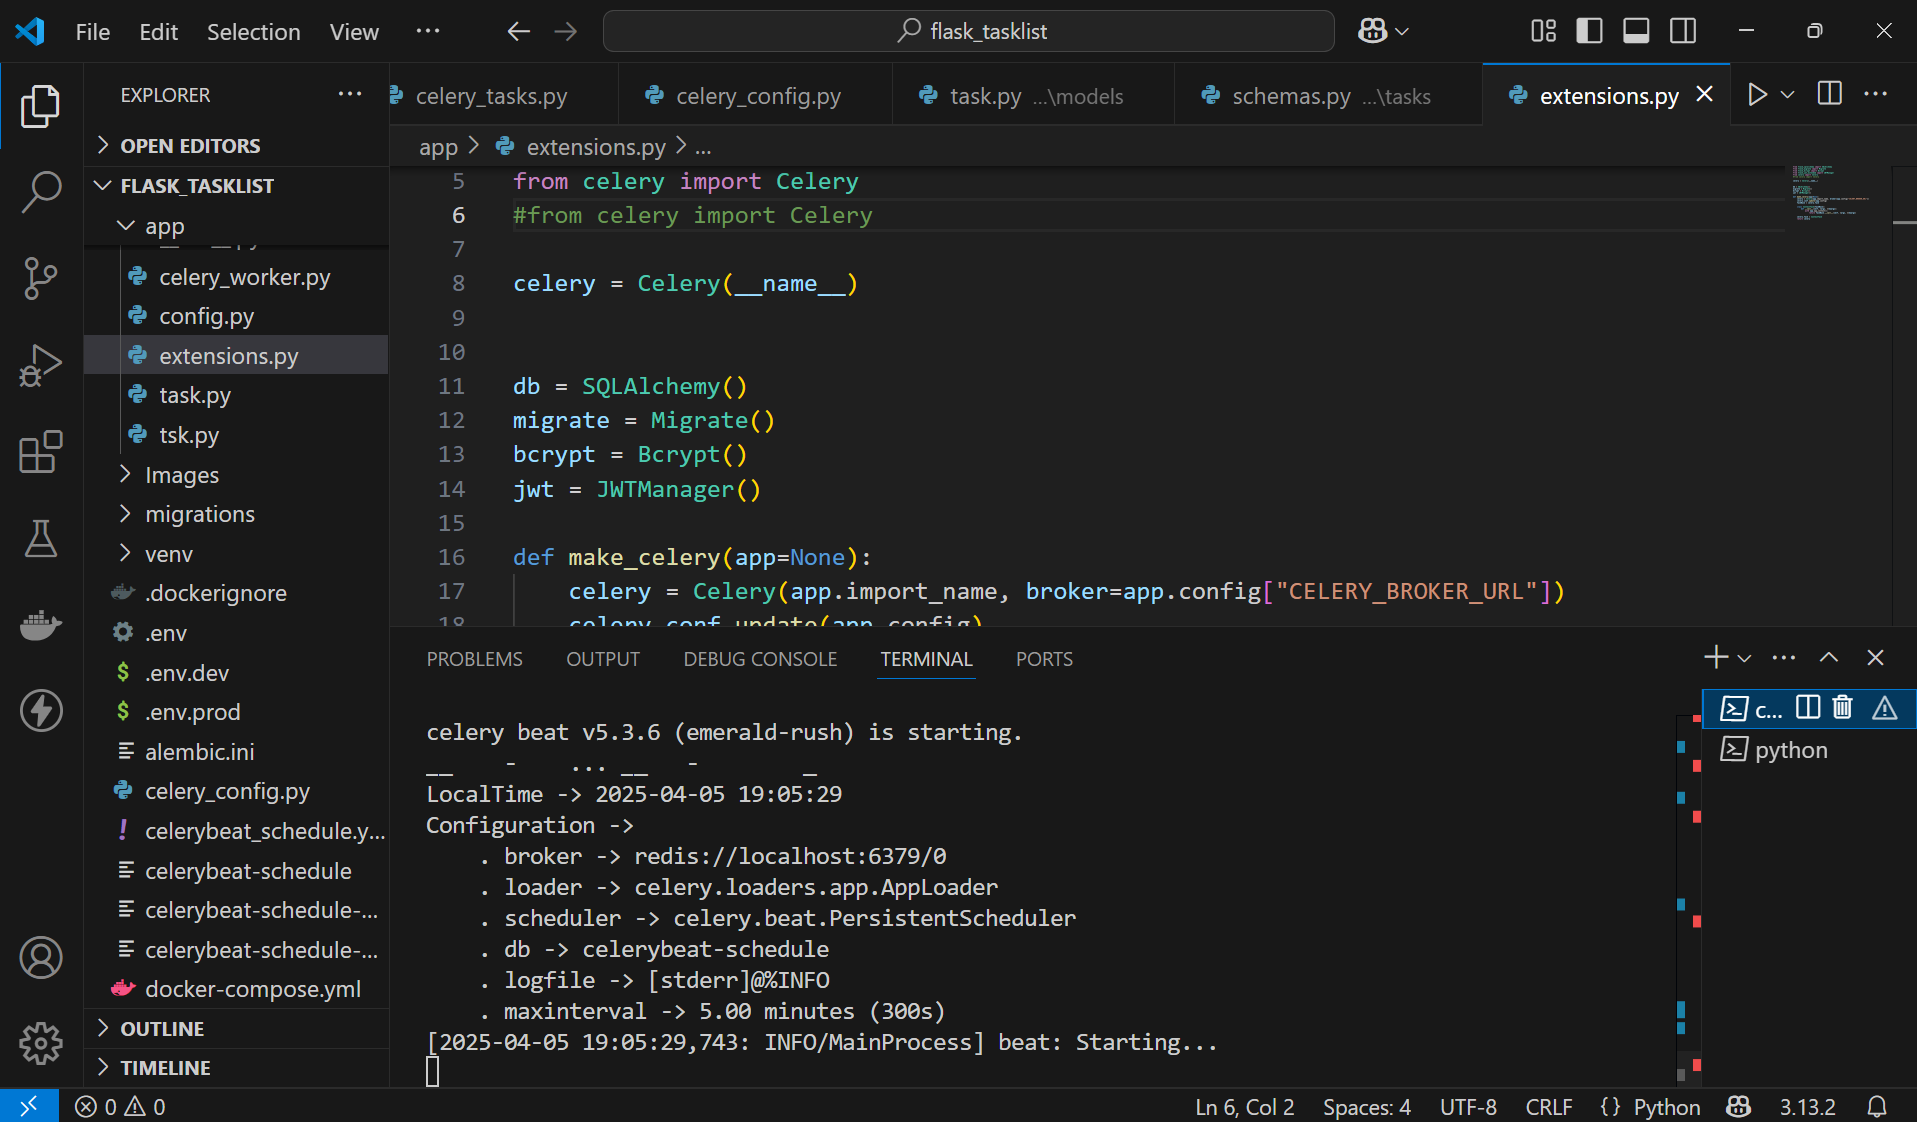 File Edit Selection View ··· flask_tasklist
EXPLORER ···
OPEN EDITORS
FLASK_TASKLIST
app
celery_worker.py
config.py
extensions.py
task.py
tsk.py
Images
migrations
venv
.dockerignore
.env
$ .env.dev
$ .env.prod
alembic.ini
celery_config.py
! celerybeat_schedule.y...
celerybeat-schedule
celerybeat-schedule-...
celerybeat-schedule-...
docker-compose.yml
OUTLINE
TIMELINE
celery_tasks.py celery_config.py task.py ...\models schemas.py ...\tasks extensions.py
app > extensions.py > ...
5 from celery import Celery
6 #from celery import Celery
7
8 celery = Celery(__name__)
9
10
11 db = SQLAlchemy()
12 migrate = Migrate()
13 bcrypt = Bcrypt()
14 jwt = JWTManager()
15
16 def make_celery(app=None):
17 celery = Celery(app.import_name, broker=app.config["CELERY_BROKER_URL"])
18 celery.conf.update(app.config)
PROBLEMS OUTPUT DEBUG CONSOLE TERMINAL PORTS
celery beat v5.3.6 (emerald-rush) is starting.
__    -    ... __   -        _
LocalTime -> 2025-04-05 19:05:29
Configuration ->
. broker -> redis://localhost:6379/0
. loader -> celery.loaders.app.AppLoader
. scheduler -> celery.beat.PersistentScheduler
. db -> celerybeat-schedule
. logfile -> [stderr]@%INFO
. maxinterval -> 5.00 minutes (300s)
[2025-04-05 19:05:29,743: INFO/MainProcess] beat: Starting...
c...
python
0 0 Ln 6, Col 2 Spaces: 4 UTF-8 CRLF {} Python 3.13.2